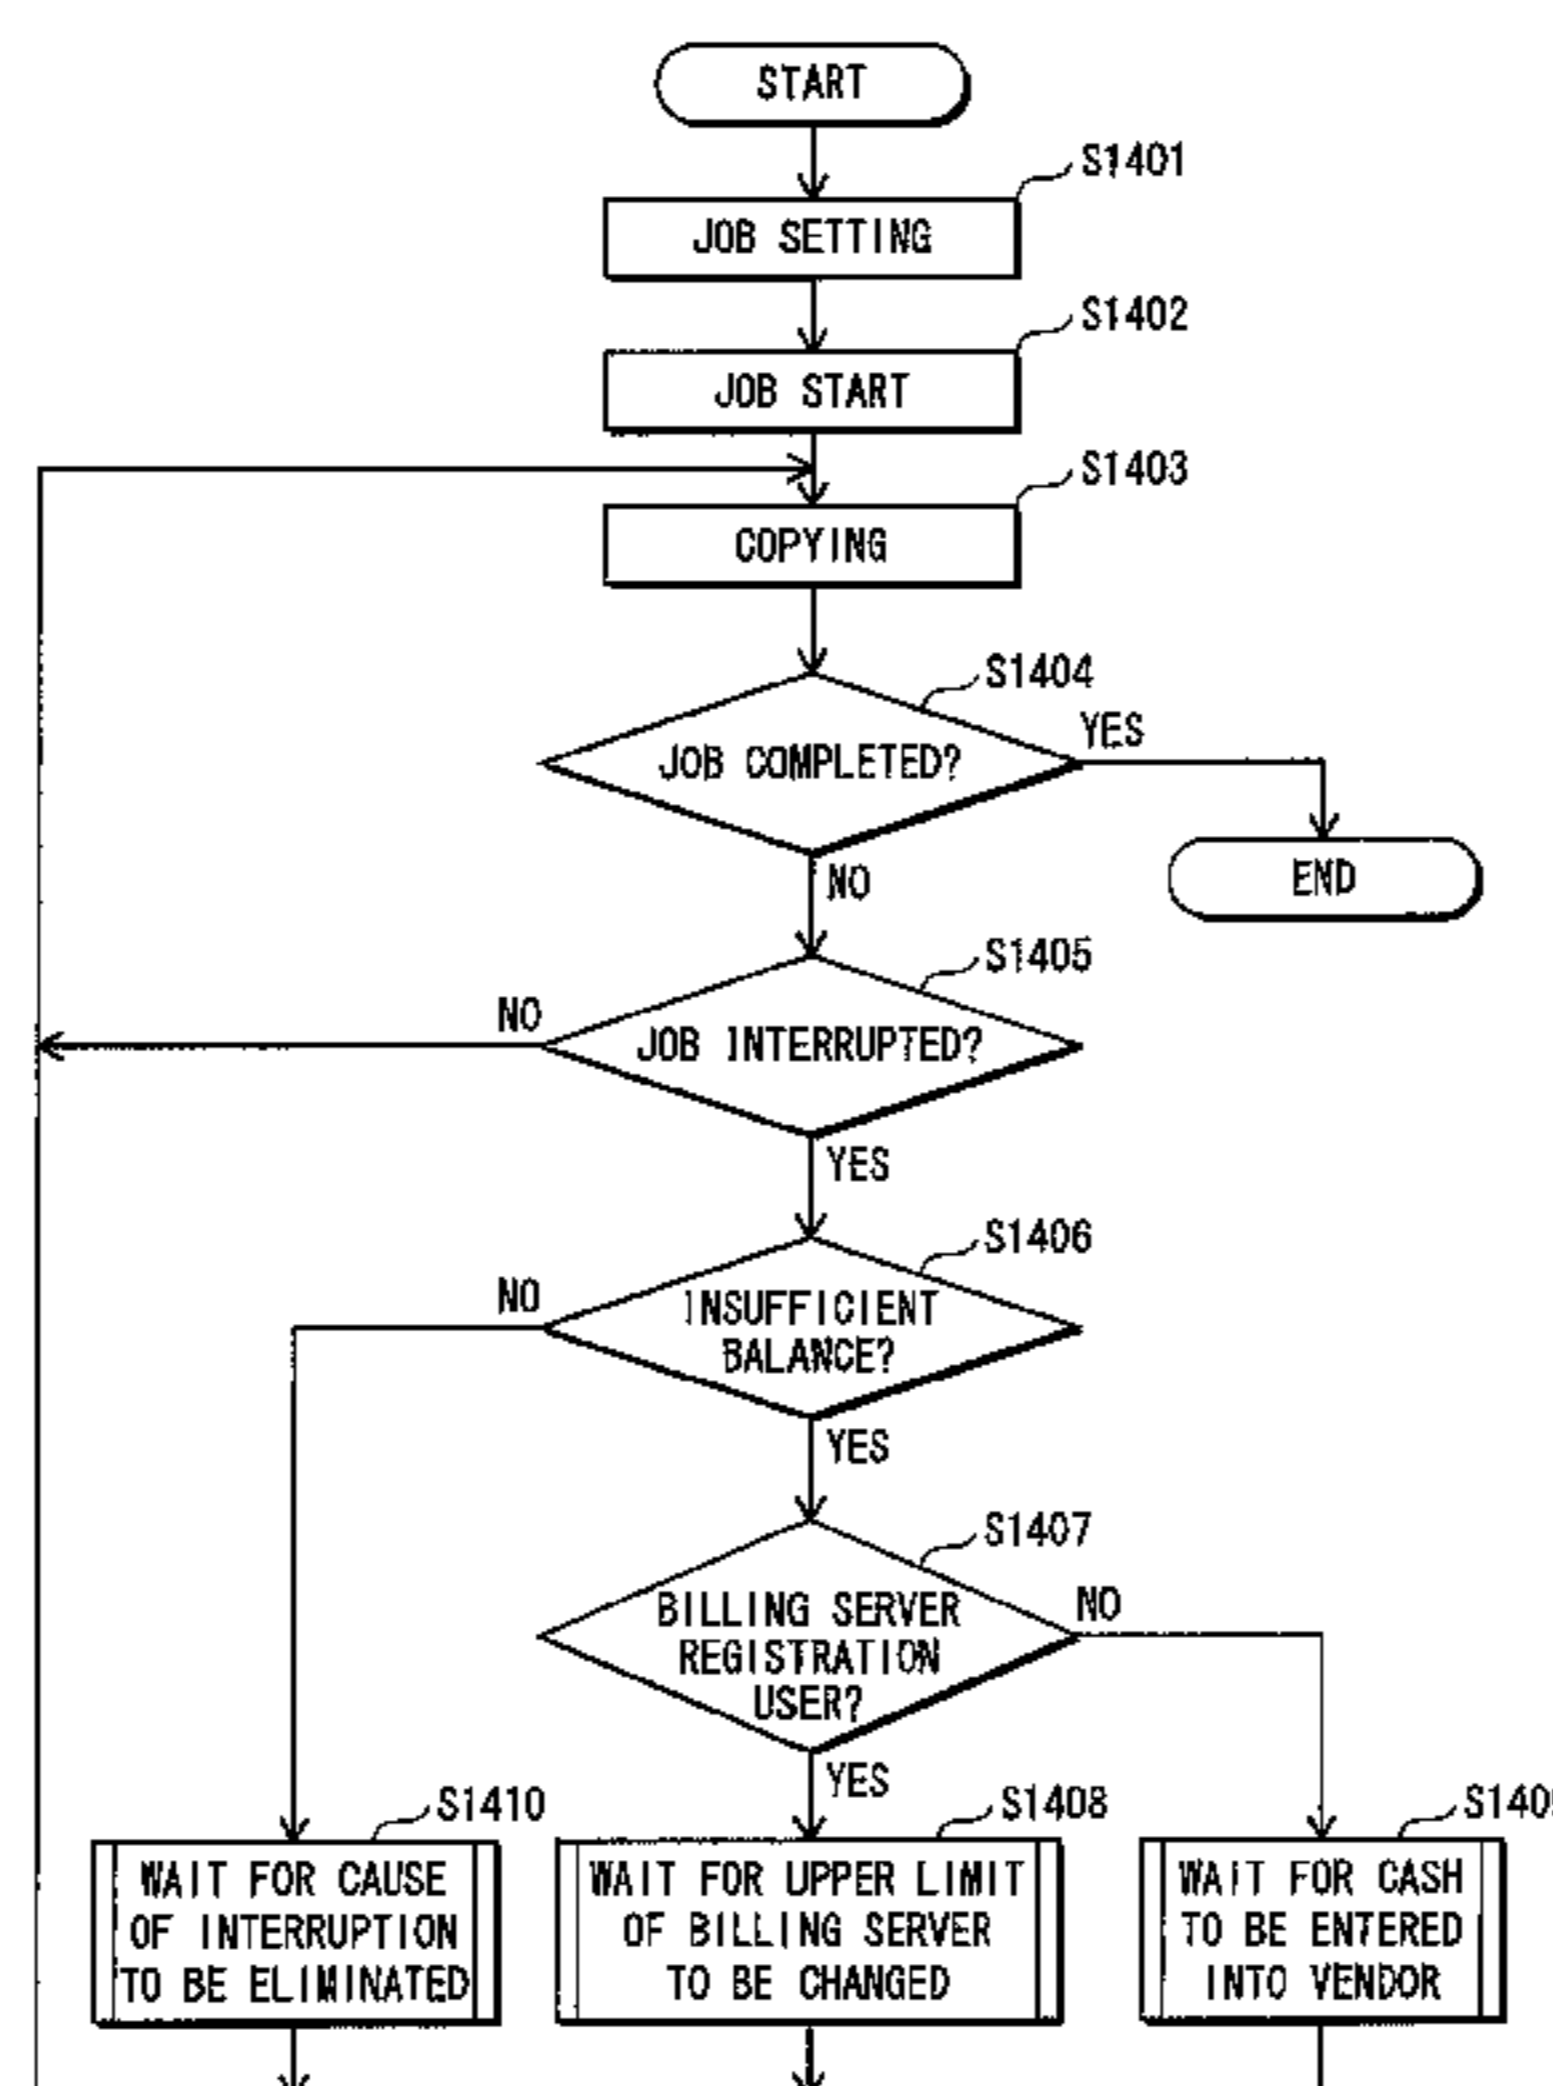 START
S1401
JOB SETTING
S1402
JOB START
S1403
COPYING
S1404
YES
JOB COMPLETED?
END
NO
S1405
NO
JOB INTERRUPTED?
YES
S1406
NO
INSUFFICIENT
BALANCE?
YES
S1407
NO
BILLING SERVER
REGISTRATION
USER?
YES
S1410
S1408
WAIT FOR CAUSE
OF INTERRUPTION
TO BE ELIMINATED
WAIT FOR UPPER LIMIT
OF BILLING SERVER
TO BE CHANGED
WAIT FOR CASH
TO BE ENTERED
INTO VENDOR